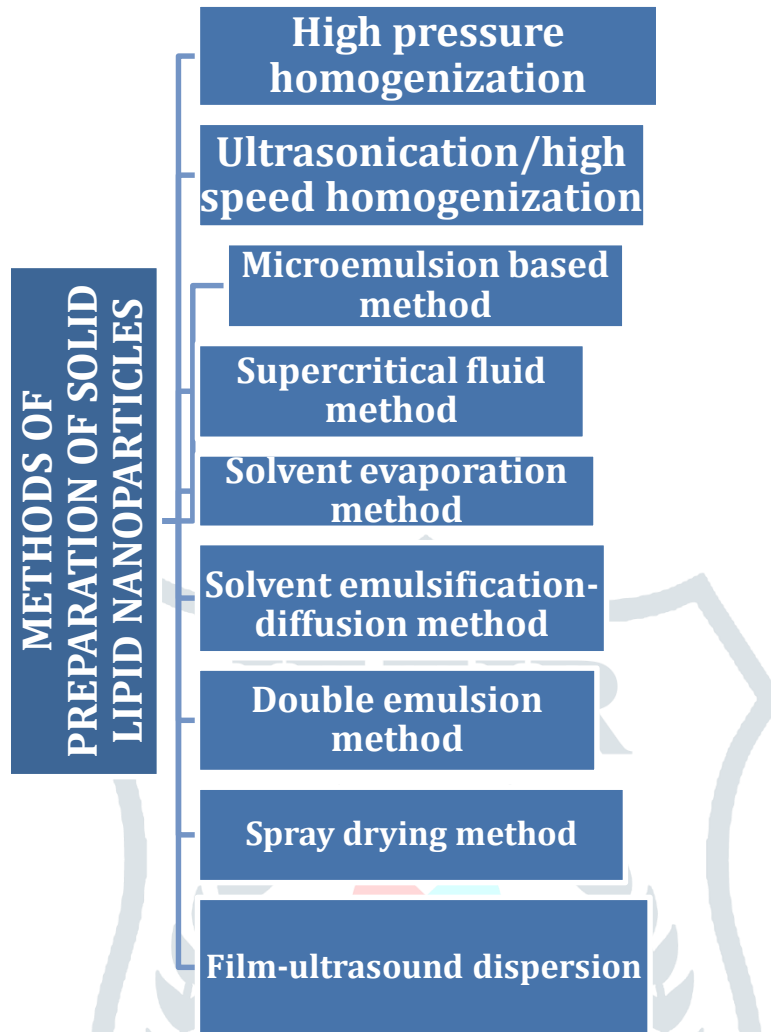 METHODS OF
PREPARATION OF SOLID
LIPID NANOPARTICLES
High pressure
homogenization
Ultrasonication/high
speed homogenization
Microemulsion based
method
Supercritical fluid
method
Solvent evaporation
method
Solvent emulsification-
diffusion method
Double emulsion
method
Spray drying method
Film-ultrasound dispersion